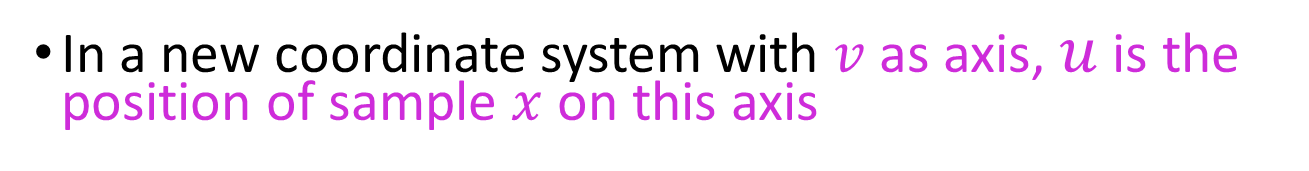 • In a new coordinate system with v as axis, u is the
position of sample x on this axis